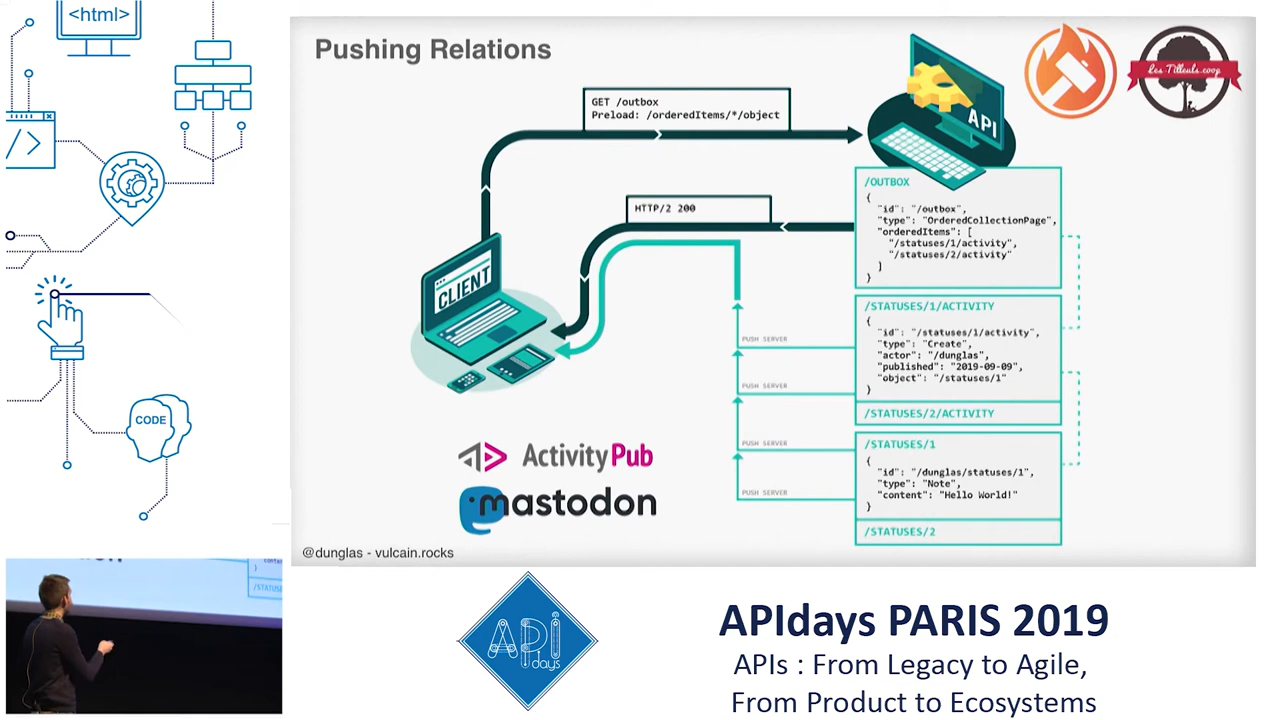 <html>
</>
CODE
Pushing Relations
Les Tilleuls.coop
GET /outbox
Preload: /orderedItems/*/object
API
HTTP/2 200
CLIENT
/OUTBOX
{
"id": "/outbox",
"type": "OrderedCollectionPage",
"orderedItems": [
"/statuses/1/activity",
"/statuses/2/activity"
]
}
/STATUSES/1/ACTIVITY
{
"id": "/statuses/1/activity",
"type": "Create",
"actor": "/dunglas",
"published": "2019-09-09",
"object": "/statuses/1"
}
/STATUSES/2/ACTIVITY
/STATUSES/1
{
"id": "/dunglas/statuses/1",
"type": "Note",
"content": "Hello World!"
}
/STATUSES/2
PUSH SERVER
PUSH SERVER
PUSH SERVER
PUSH SERVER
ActivityPub
mastodon
@dunglas - vulcain.rocks
}
/STATUSES
API
days
APIdays PARIS 2019
APIs : From Legacy to Agile,
From Product to Ecosystems